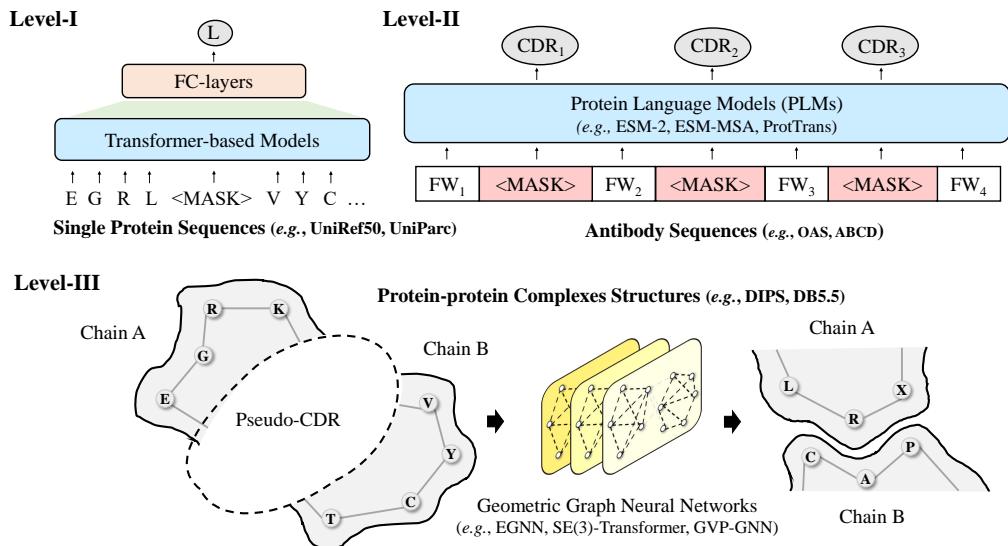 Level-I
L
FC-layers
Transformer-based Models
E G R L <MASK> V Y C ...
Single Protein Sequences (e.g., UniRef50, UniParc)
Level-II
CDR1 CDR2 CDR3
Protein Language Models (PLMs)
(e.g., ESM-2, ESM-MSA, ProtTrans)
FW1 <MASK> FW2 <MASK> FW3 <MASK> FW4
Antibody Sequences (e.g., OAS, ABCD)
Level-III
Protein-protein Complexes Structures (e.g., DIPS, DB5.5)
Chain A
R K
G
E
Pseudo-CDR
Chain B
V
Y
C
T
Geometric Graph Neural Networks
(e.g., EGNN, SE(3)-Transformer, GVP-GNN)
Chain A
L R X
C A P
Chain B